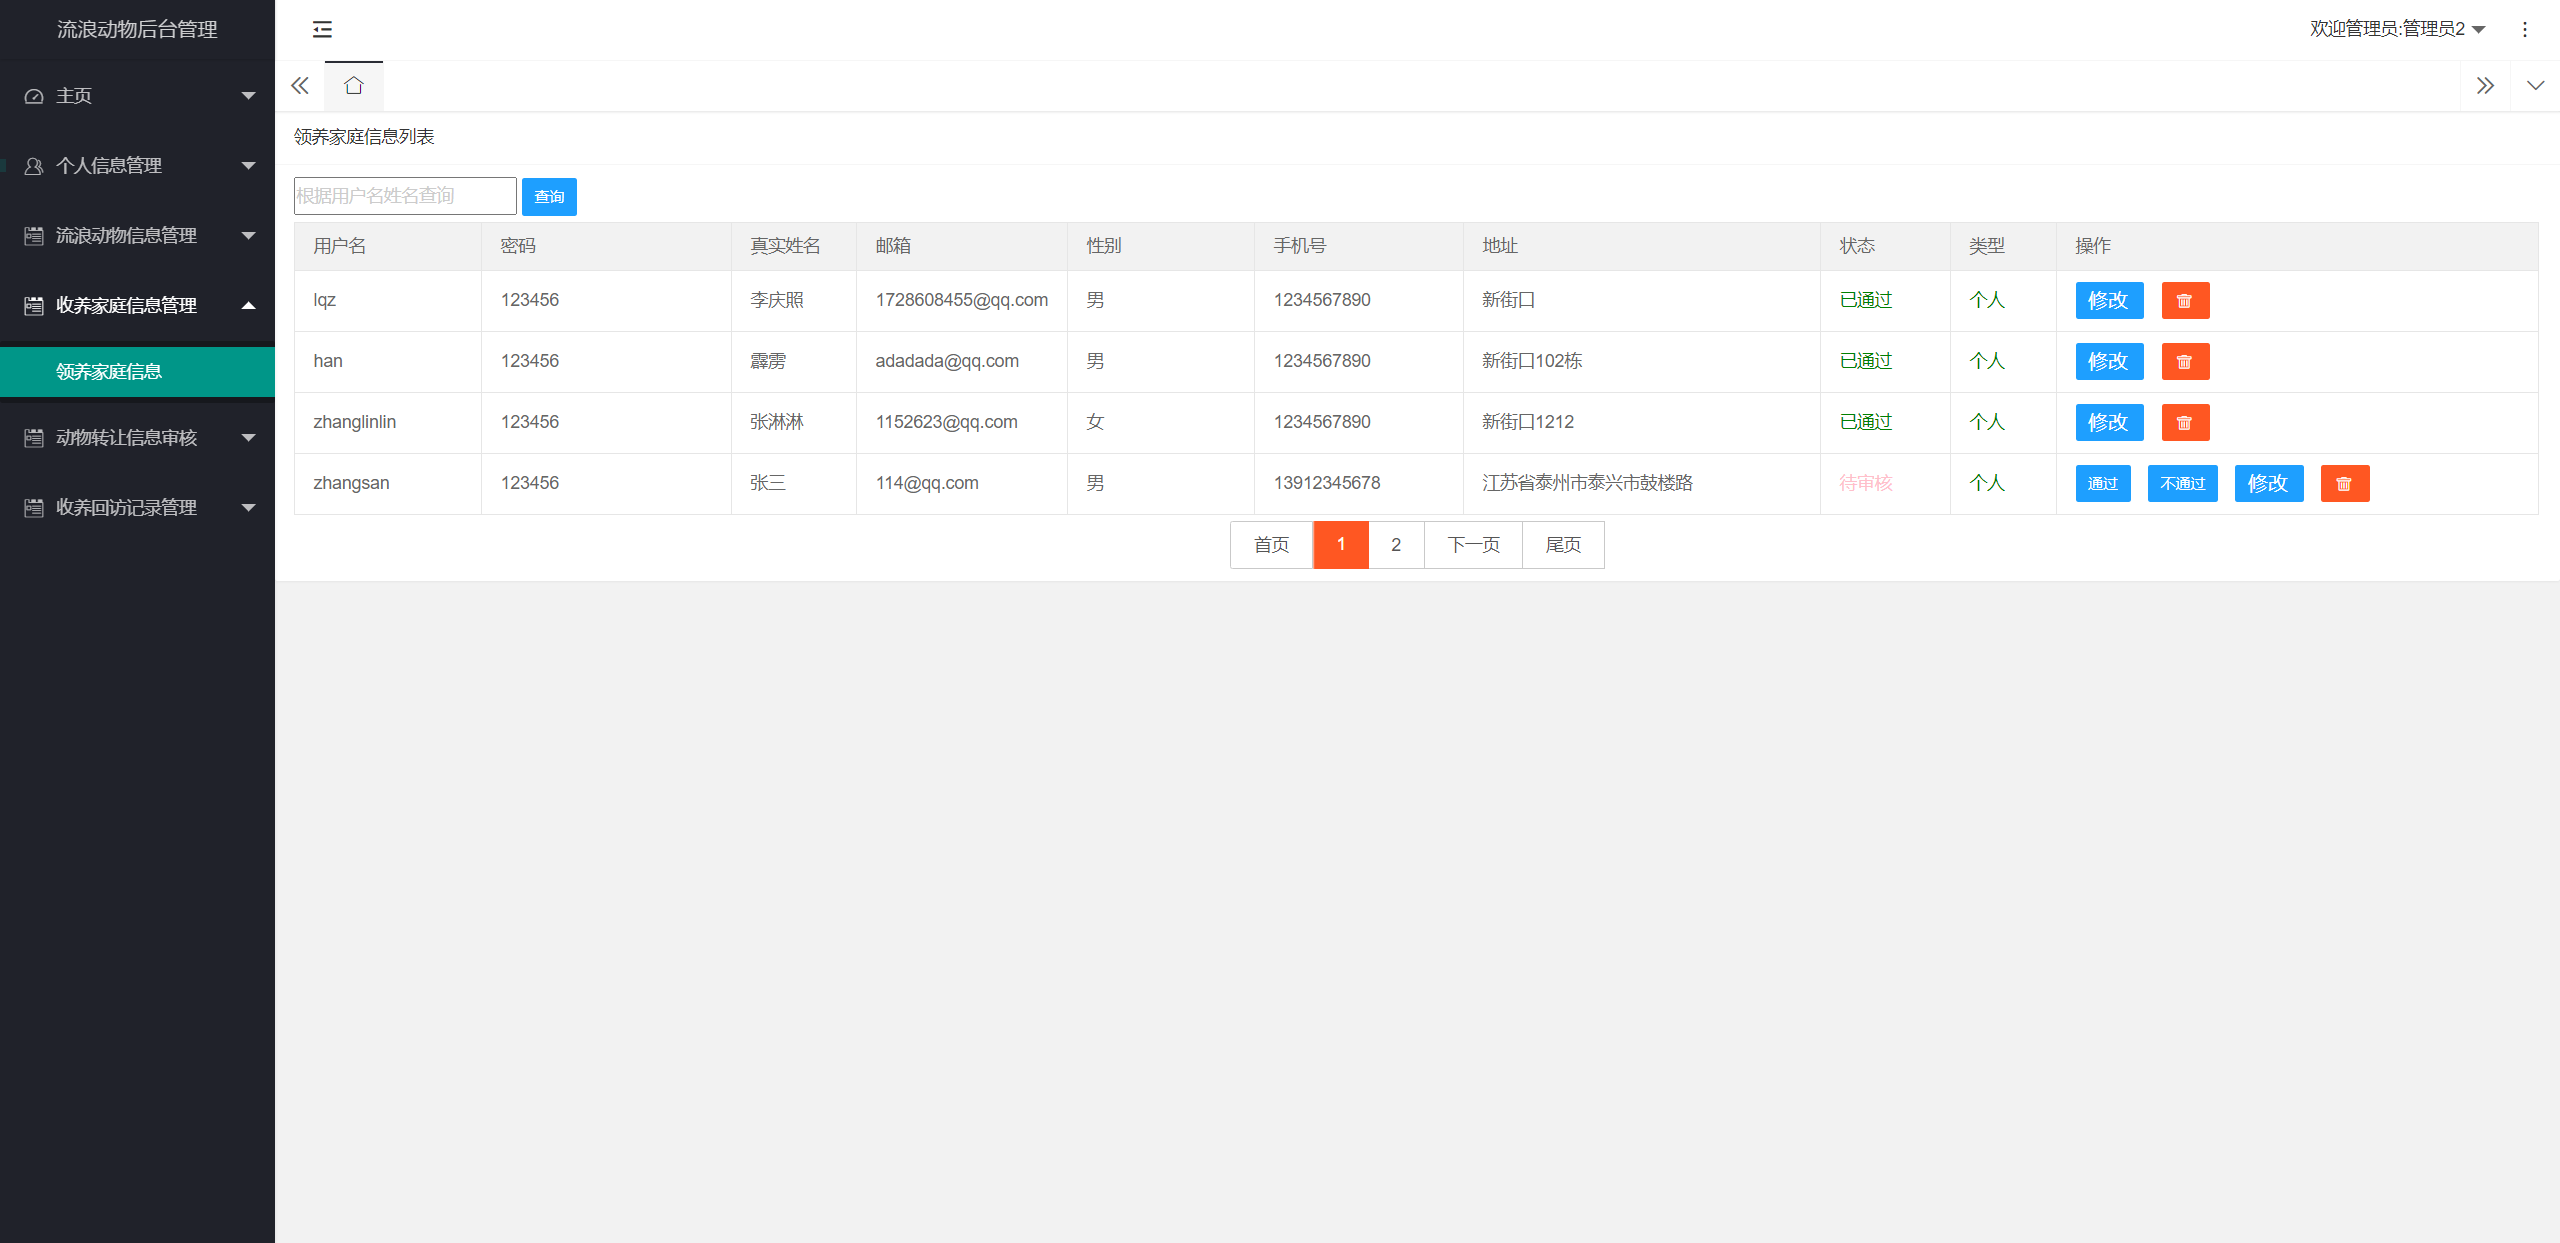 流浪动物后台管理
欢迎管理员:管理员2
主页
个人信息管理
流浪动物信息管理
收养家庭信息管理
领养家庭信息
动物转让信息审核
收养回访记录管理
领养家庭信息列表
根据用户名姓名查询 查询
用户名 密码 真实姓名 邮箱 性别 手机号 地址 状态 类型 操作
lqz 123456 李庆照 1728608455@qq.com 男 1234567890 新街口 已通过 个人 修改
han 123456 霹雳 adadada@qq.com 男 1234567890 新街口102栋 已通过 个人 修改
zhanglinlin 123456 张淋淋 1152623@qq.com 女 1234567890 新街口1212 已通过 个人 修改
zhangsan 123456 张三 114@qq.com 男 13912345678 江苏省泰州市泰兴市鼓楼路 待审核 个人 通过 不通过 修改
首页 1 2 下一页 尾页